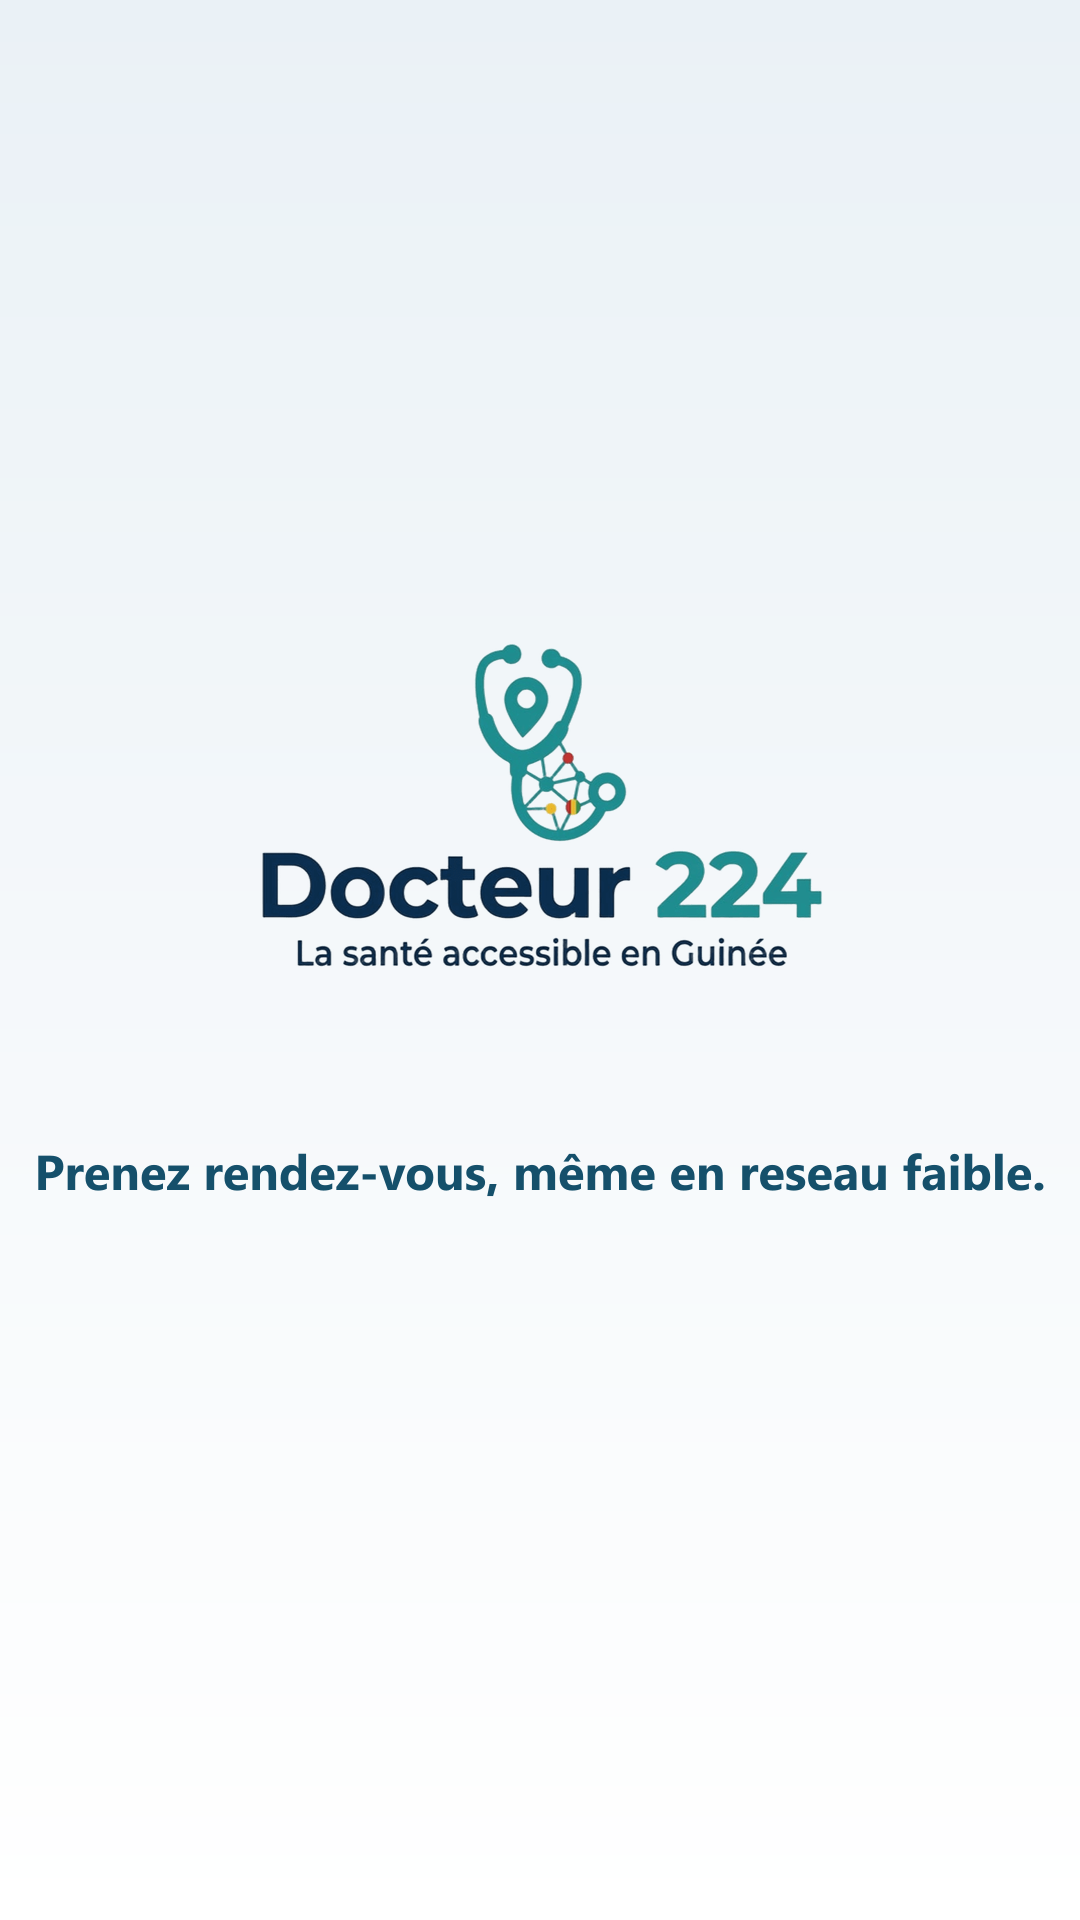 Docteur 224
La santé accessible en Guinée
Prenez rendez-vous, même en reseau faible.